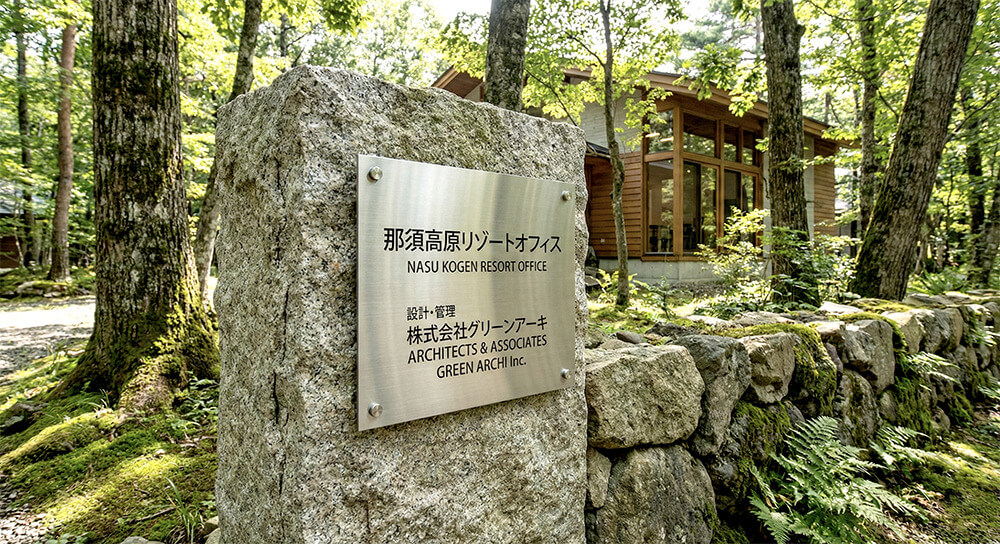 那須高原リゾートオフィス
NASU KOGEN RESORT OFFICE
設計・管理
株式会社グリーンアーキ
ARCHITECTS & ASSOCIATES
GREEN ARCHI Inc.